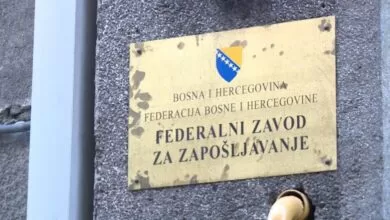 BOSNA I HERCEGOVINA
FEDERACIJA BOSNE I HERCEGOVINE
FEDERALNI ZAVOD
ZA ZAPOŠLJAVANJE